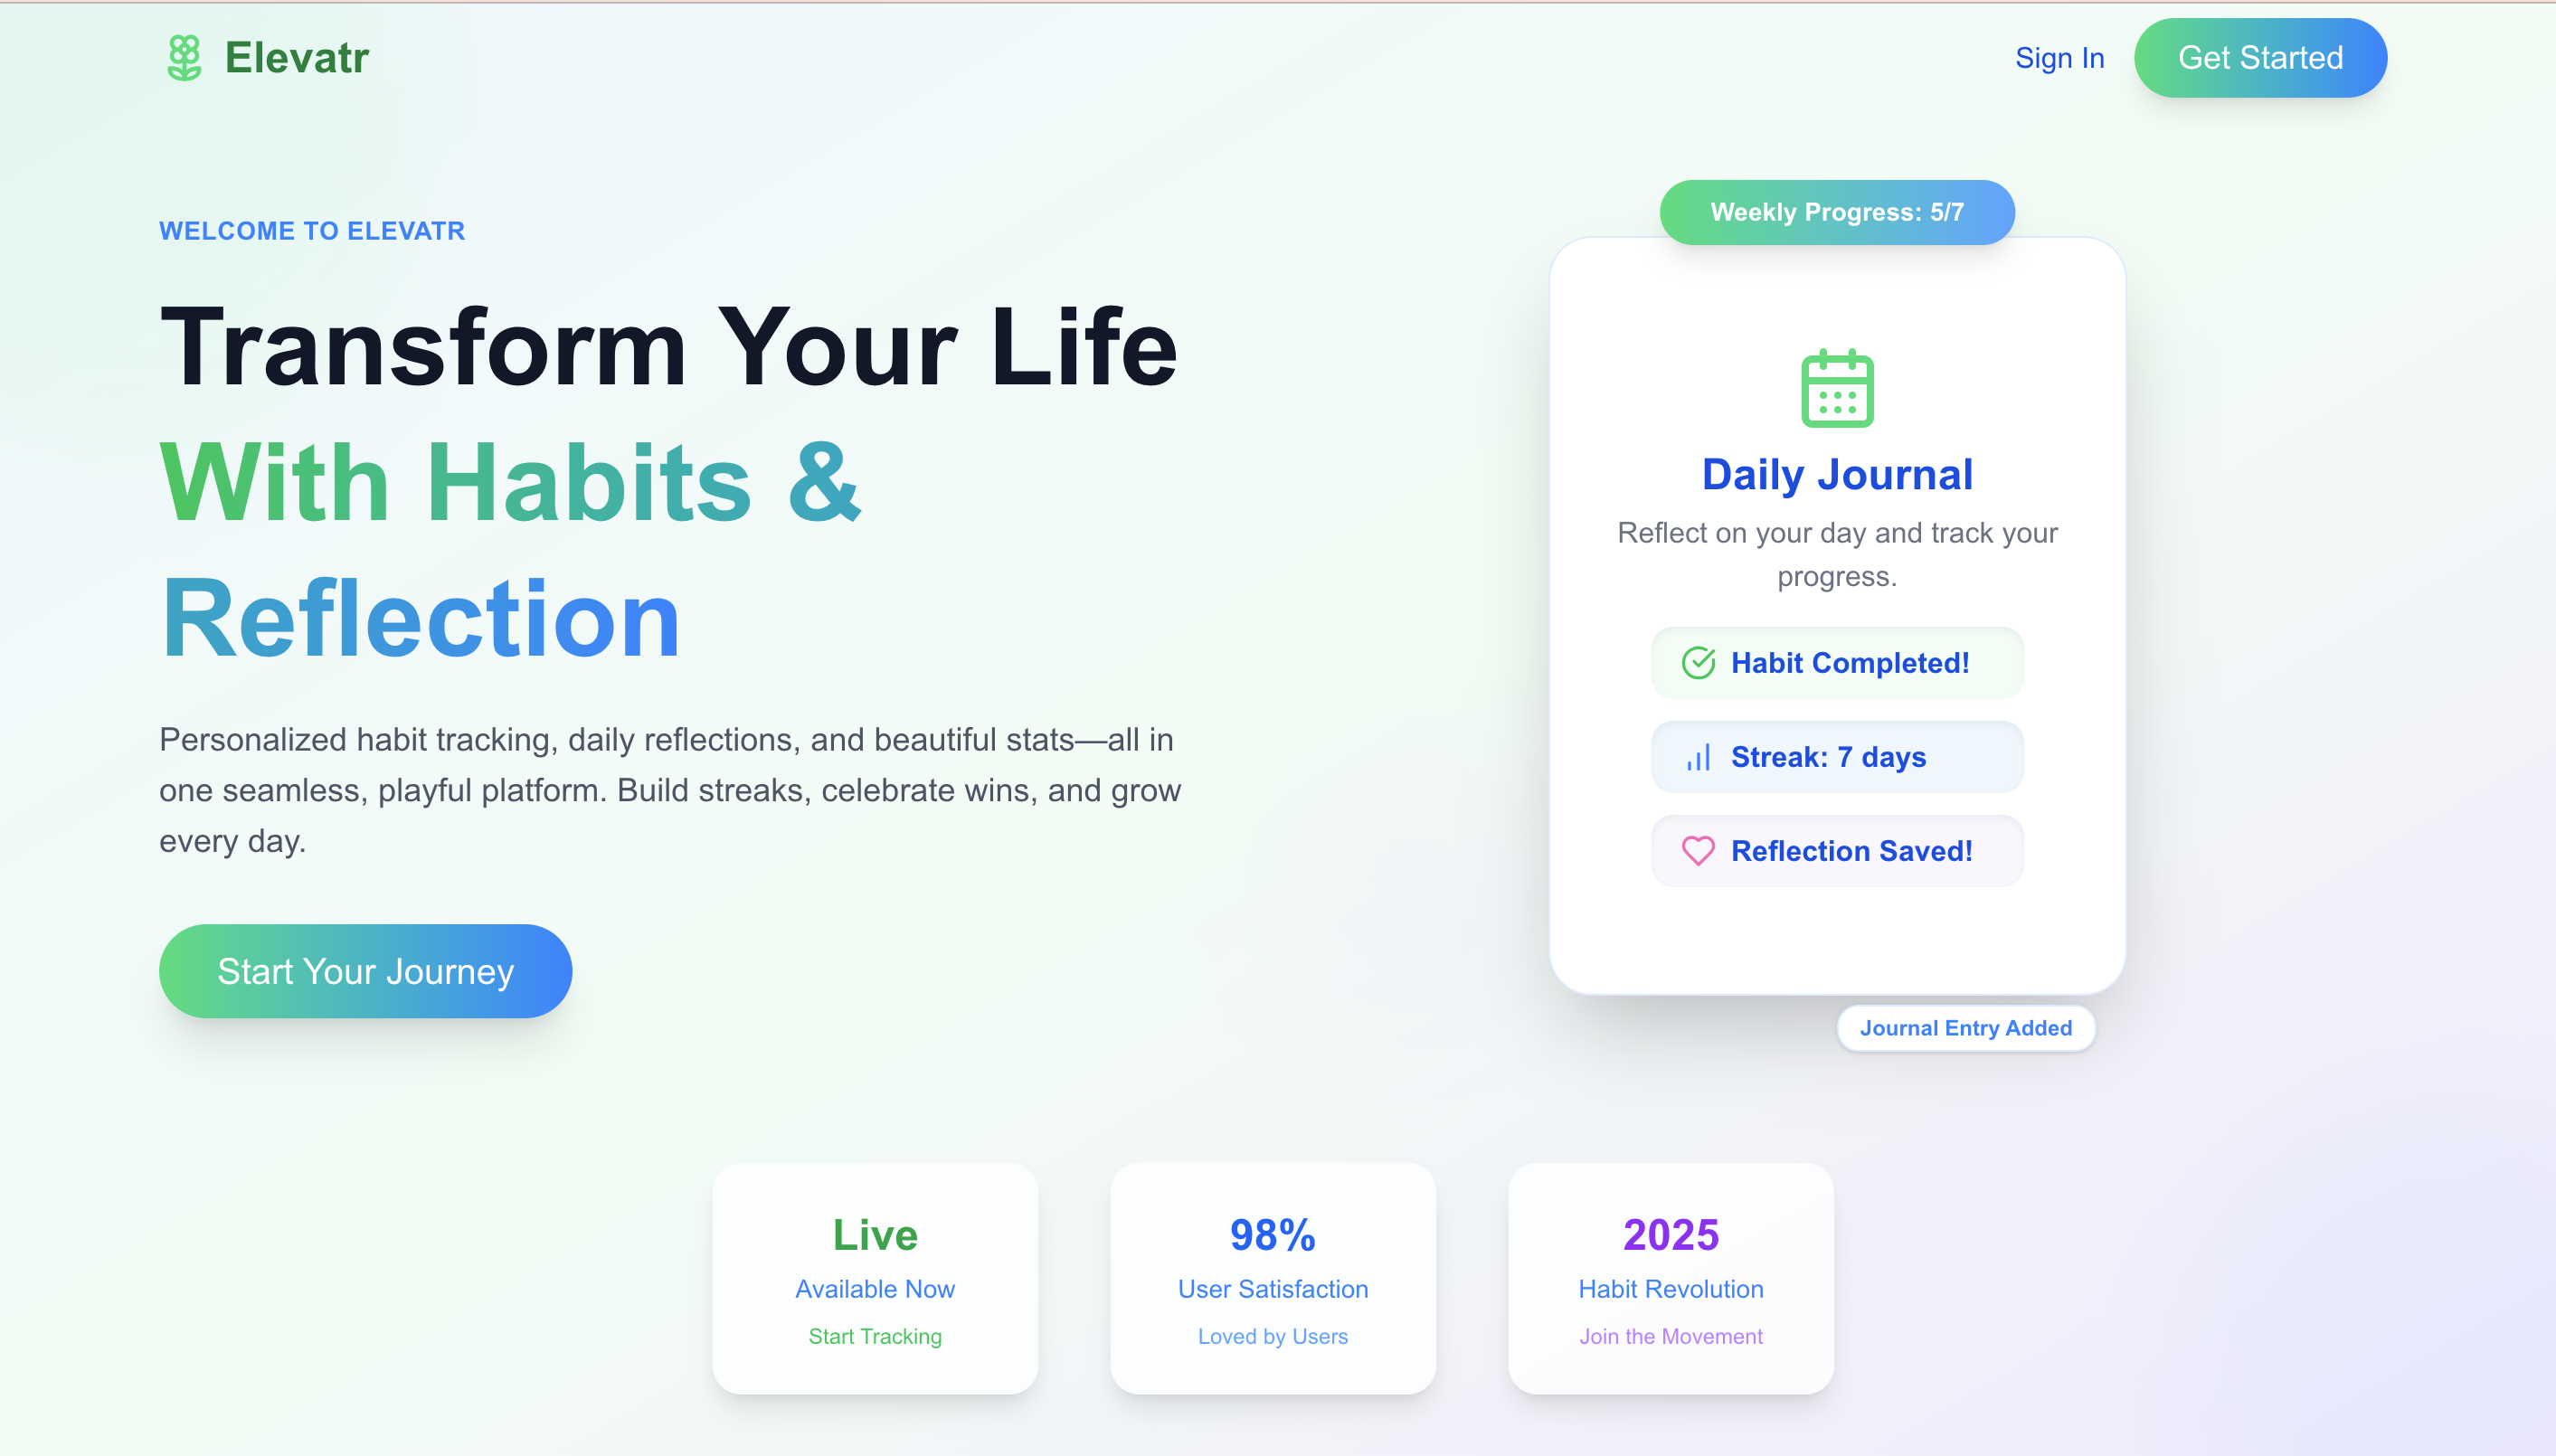 Elevatr
Sign In
Get Started
WELCOME TO ELEVATR
Transform Your Life
With Habits &
Reflection
Personalized habit tracking, daily reflections, and beautiful stats—all in
one seamless, playful platform. Build streaks, celebrate wins, and grow
every day.
Start Your Journey
Weekly Progress: 5/7
Daily Journal
Reflect on your day and track your
progress.
Habit Completed!
Streak: 7 days
Reflection Saved!
Journal Entry Added
Live
Available Now
Start Tracking
98%
User Satisfaction
Loved by Users
2025
Habit Revolution
Join the Movement